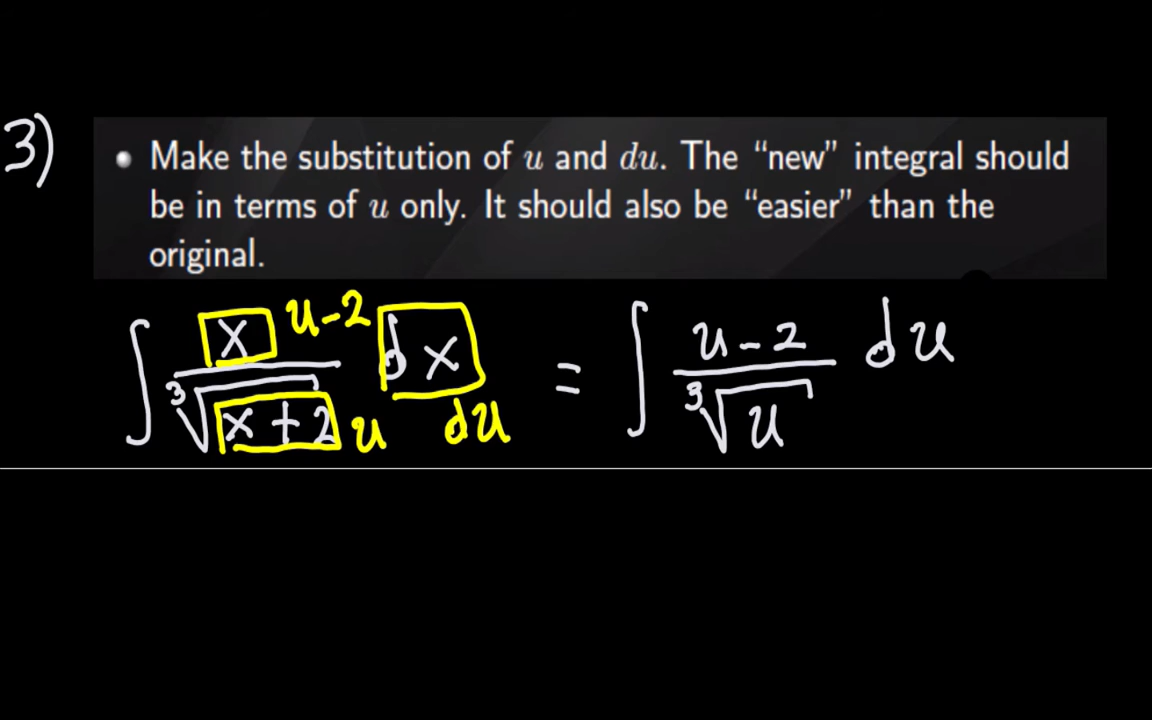 3)
• Make the substitution of u and du. The “new” integral should
be in terms of u only. It should also be “easier” than the
original.
∫ x / ∛(x + 2) dx = ∫ (u - 2) / ∛u du
u-2
u
du